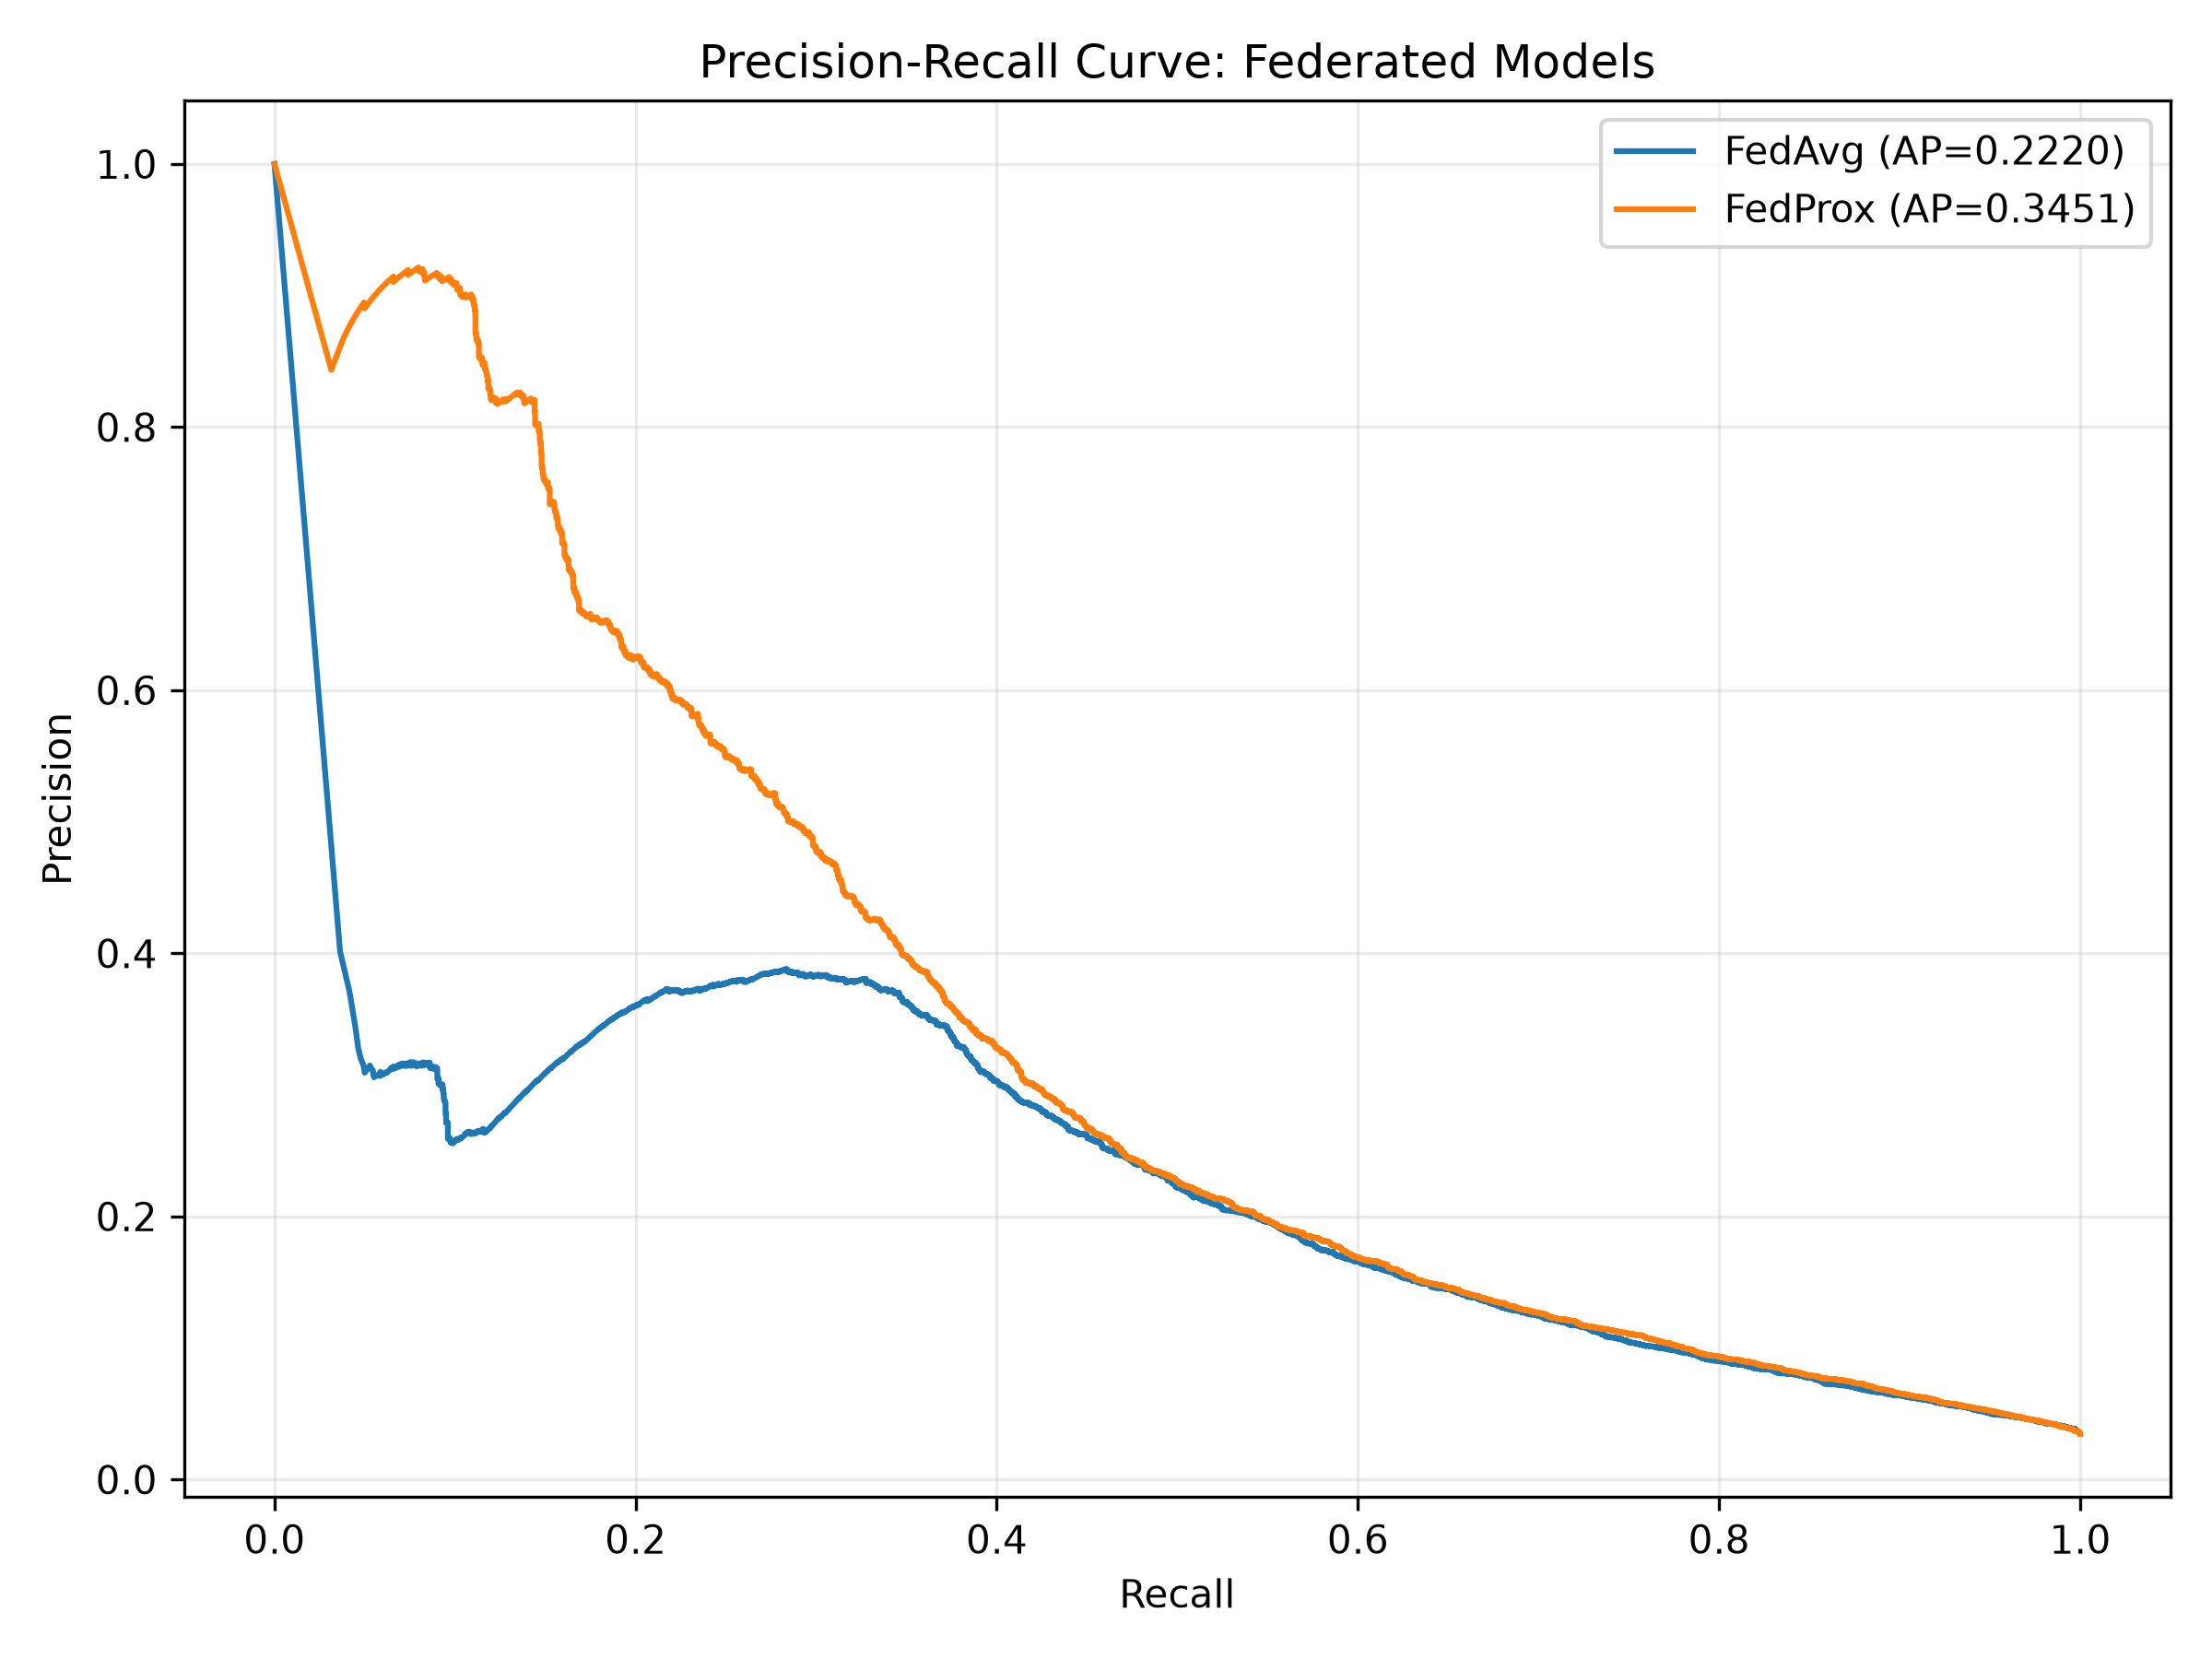 Precision-Recall Curve: Federated Models
FedAvg (AP=0.2220)
FedProx (AP=0.3451)
Precision
1.0
0.8
0.6
0.4
0.2
0.0
0.0 0.2 0.4 0.6 0.8 1.0
Recall